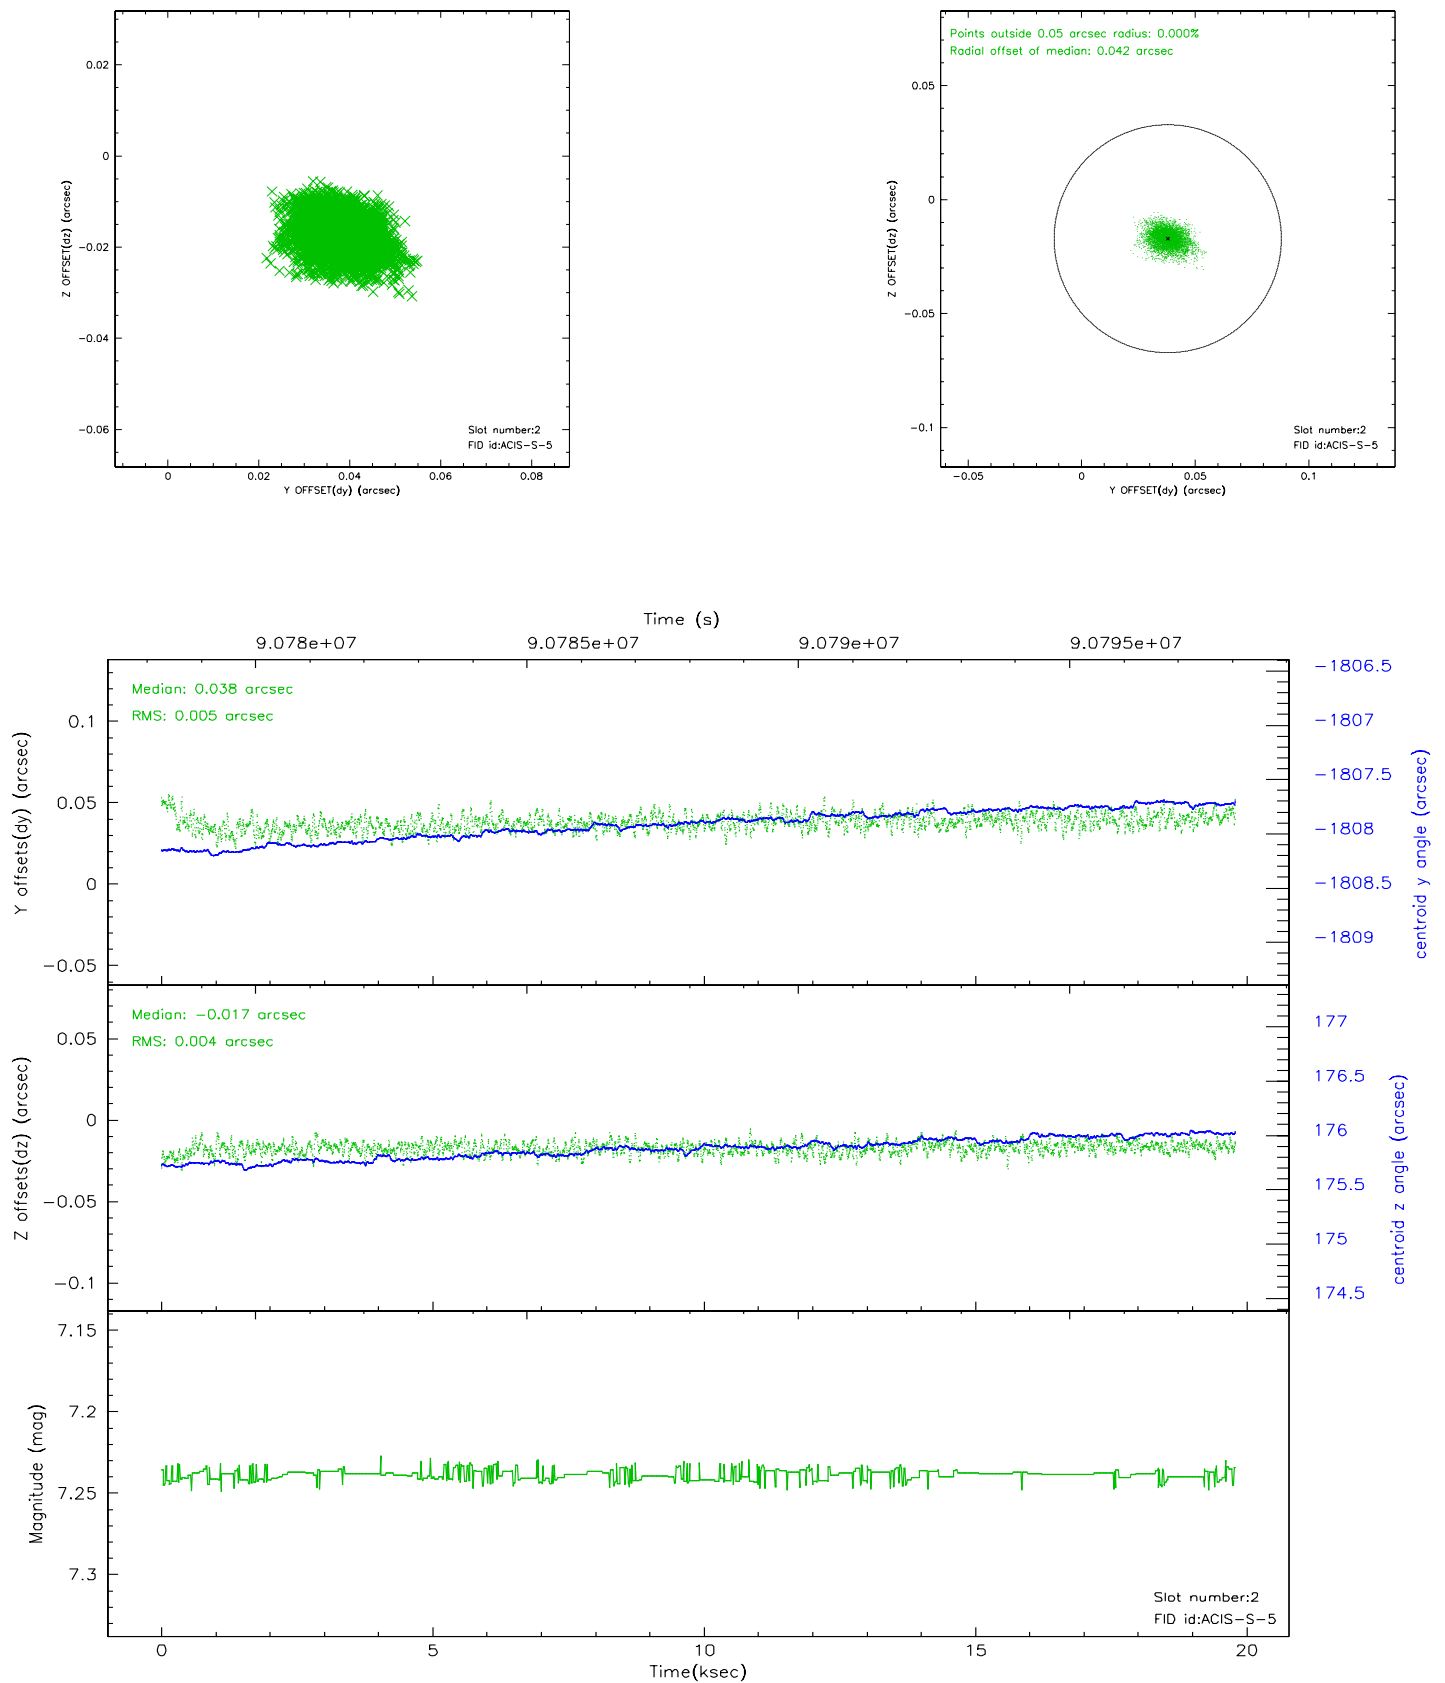 0.02
0
-0.02
-0.04
-0.06
Z OFFSET(dz) (arcsec)
Slot number:2
FID id:ACIS-S-5
0 0.02 0.04 0.06 0.08
Y OFFSET(dy) (arcsec)
Points outside 0.05 arcsec radius: 0.000%
Radial offset of median: 0.042 arcsec
0.05
0
-0.05
-0.1
Z OFFSET(dz) (arcsec)
Slot number:2
FID id:ACIS-S-5
-0.05 0 0.05 0.1
Y OFFSET(dy) (arcsec)
Time (s)
9.078e+07 9.0785e+07 9.079e+07 9.0795e+07
Median: 0.038 arcsec
RMS: 0.005 arcsec
0.1
0.05
0
-0.05
Y offsets(dy) (arcsec)
-1806.5
-1807
-1807.5
-1808
-1808.5
-1809
centroid y angle (arcsec)
Median: -0.017 arcsec
RMS: 0.004 arcsec
0.05
0
-0.05
-0.1
Z offsets(dz) (arcsec)
177
176.5
176
175.5
175
174.5
centroid z angle (arcsec)
7.15
7.2
7.25
7.3
Magnitude (mag)
Slot number:2
FID id:ACIS-S-5
0 5 10 15 20
Time(ksec)